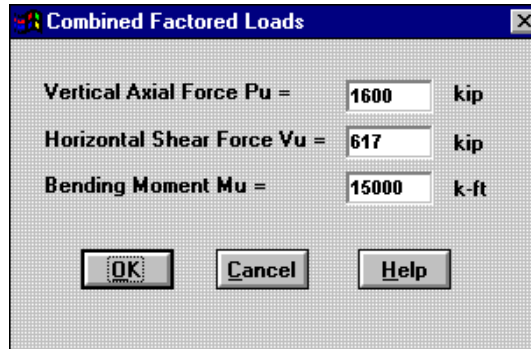 Combined Factored Loads
Vertical Axial Force Pu = 1600 kip
Horizontal Shear Force Vu = 617 kip
Bending Moment Mu = 15000 k-ft
OK Cancel Help